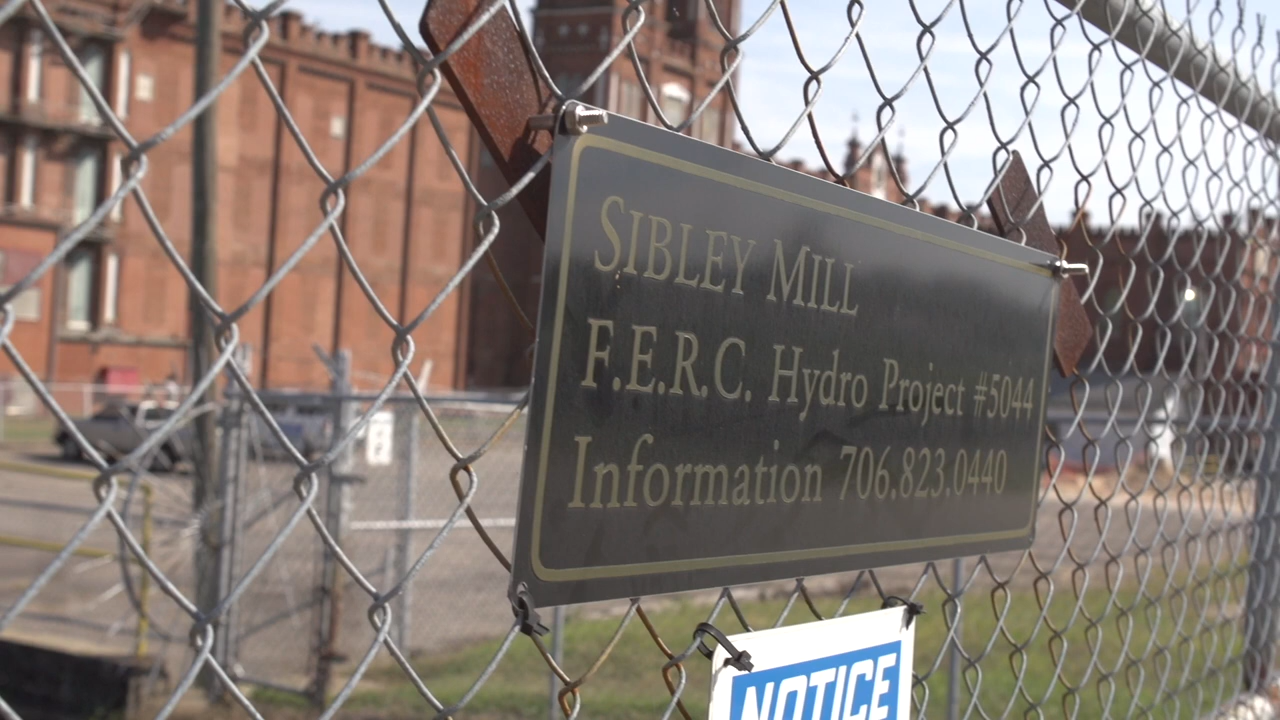 SIBLEY MILL
F.E.R.C. Hydro Project #5044
Information 706.823.0440
NOTICE